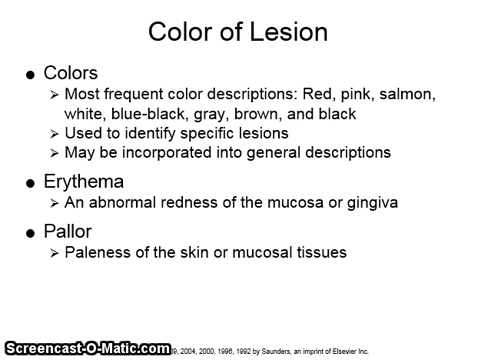 Color of Lesion
● Colors
➢ Most frequent color descriptions: Red, pink, salmon,
white, blue-black, gray, brown, and black
➢ Used to identify specific lesions
➢ May be incorporated into general descriptions
● Erythema
➢ An abnormal redness of the mucosa or gingiva
● Pallor
➢ Paleness of the skin or mucosal tissues
Screencast-O-Matic.com
9, 2004, 2000, 1996, 1992 by Saunders, an imprint of Elsevier Inc.